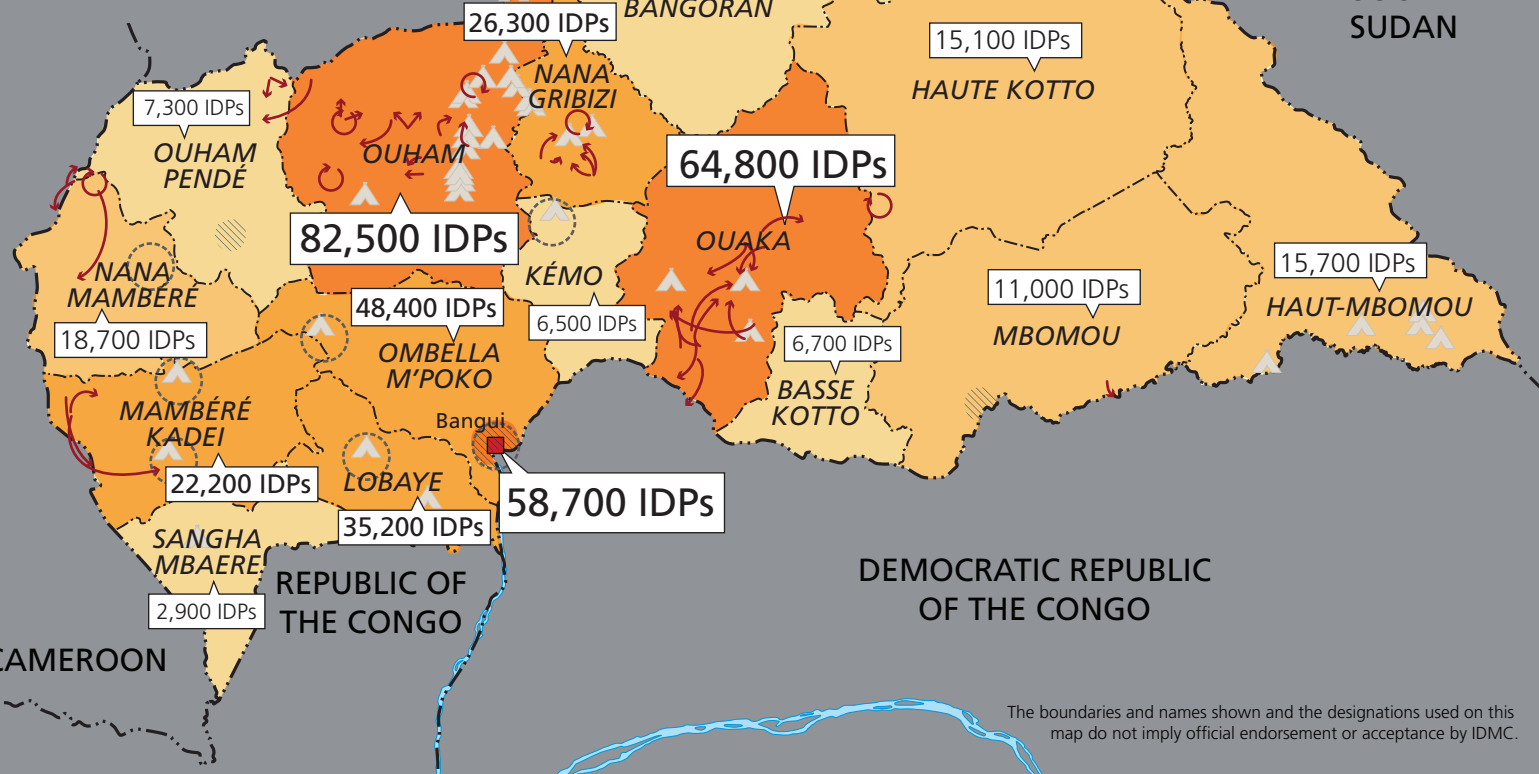 26,300 IDPs
BANGORAN
SUDAN
15,100 IDPs
HAUTE KOTTO
NANA
GRIBIZI
7,300 IDPs
OUHAM
PENDÉ
OUHAM
64,800 IDPs
82,500 IDPs
OUAKA
KÉMO
NANA
MAMBÉRÉ
15,700 IDPs
HAUT-MBOMOU
11,000 IDPs
MBOMOU
48,400 IDPs
6,500 IDPs
18,700 IDPs
6,700 IDPs
OMBELLA
M'POKO
BASSE
KOTTO
MAMBÉRÉ
KADEI
Bangui
22,200 IDPs
LOBAYE
58,700 IDPs
35,200 IDPs
SANGHA
MBAERE
REPUBLIC OF
THE CONGO
DEMOCRATIC REPUBLIC
OF THE CONGO
2,900 IDPs
CAMEROON
The boundaries and names shown and the designations used on this
map do not imply official endorsement or acceptance by IDMC.